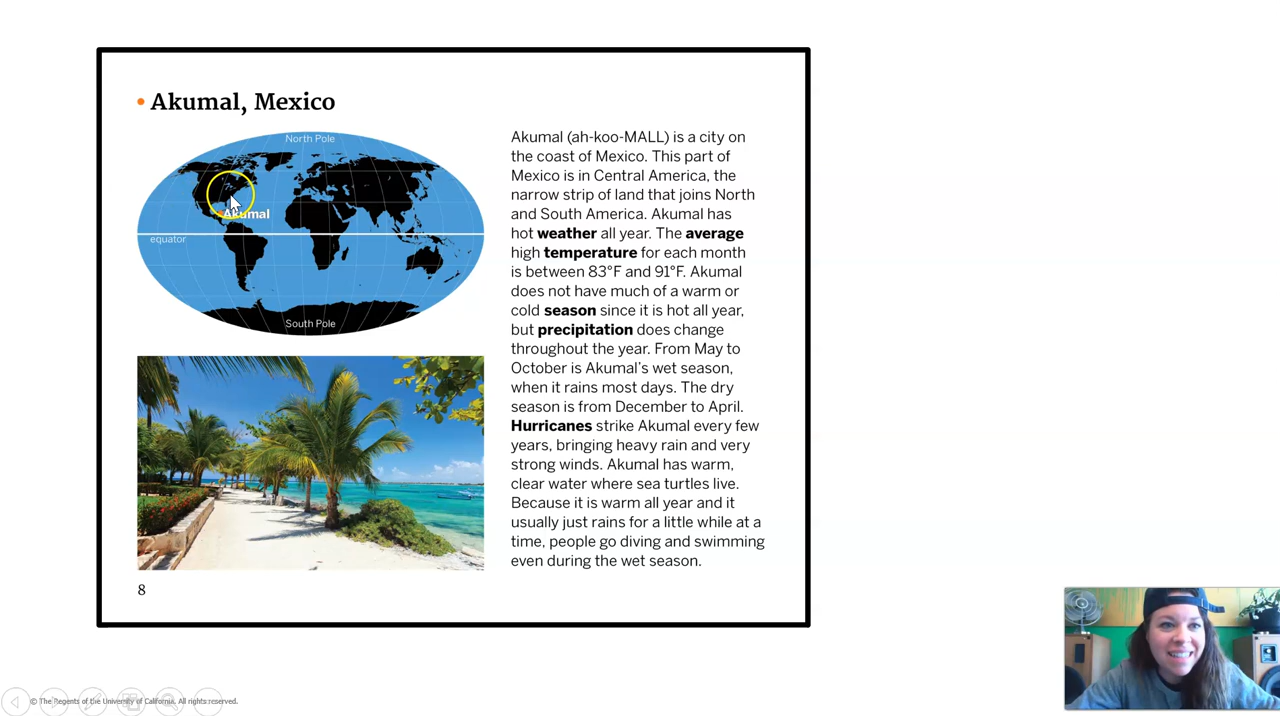 • Akumal, Mexico
North Pole
Akumal
equator
South Pole
Akumal (ah-koo-MALL) is a city on
the coast of Mexico. This part of
Mexico is in Central America, the
narrow strip of land that joins North
and South America. Akumal has
hot weather all year. The average
high temperature for each month
is between 83°F and 91°F. Akumal
does not have much of a warm or
cold season since it is hot all year,
but precipitation does change
throughout the year. From May to
October is Akumal’s wet season,
when it rains most days. The dry
season is from December to April.
Hurricanes strike Akumal every few
years, bringing heavy rain and very
strong winds. Akumal has warm,
clear water where sea turtles live.
Because it is warm all year and it
usually just rains for a little while at a
time, people go diving and swimming
even during the wet season.
8
© The Regents of the University of California. All rights reserved.